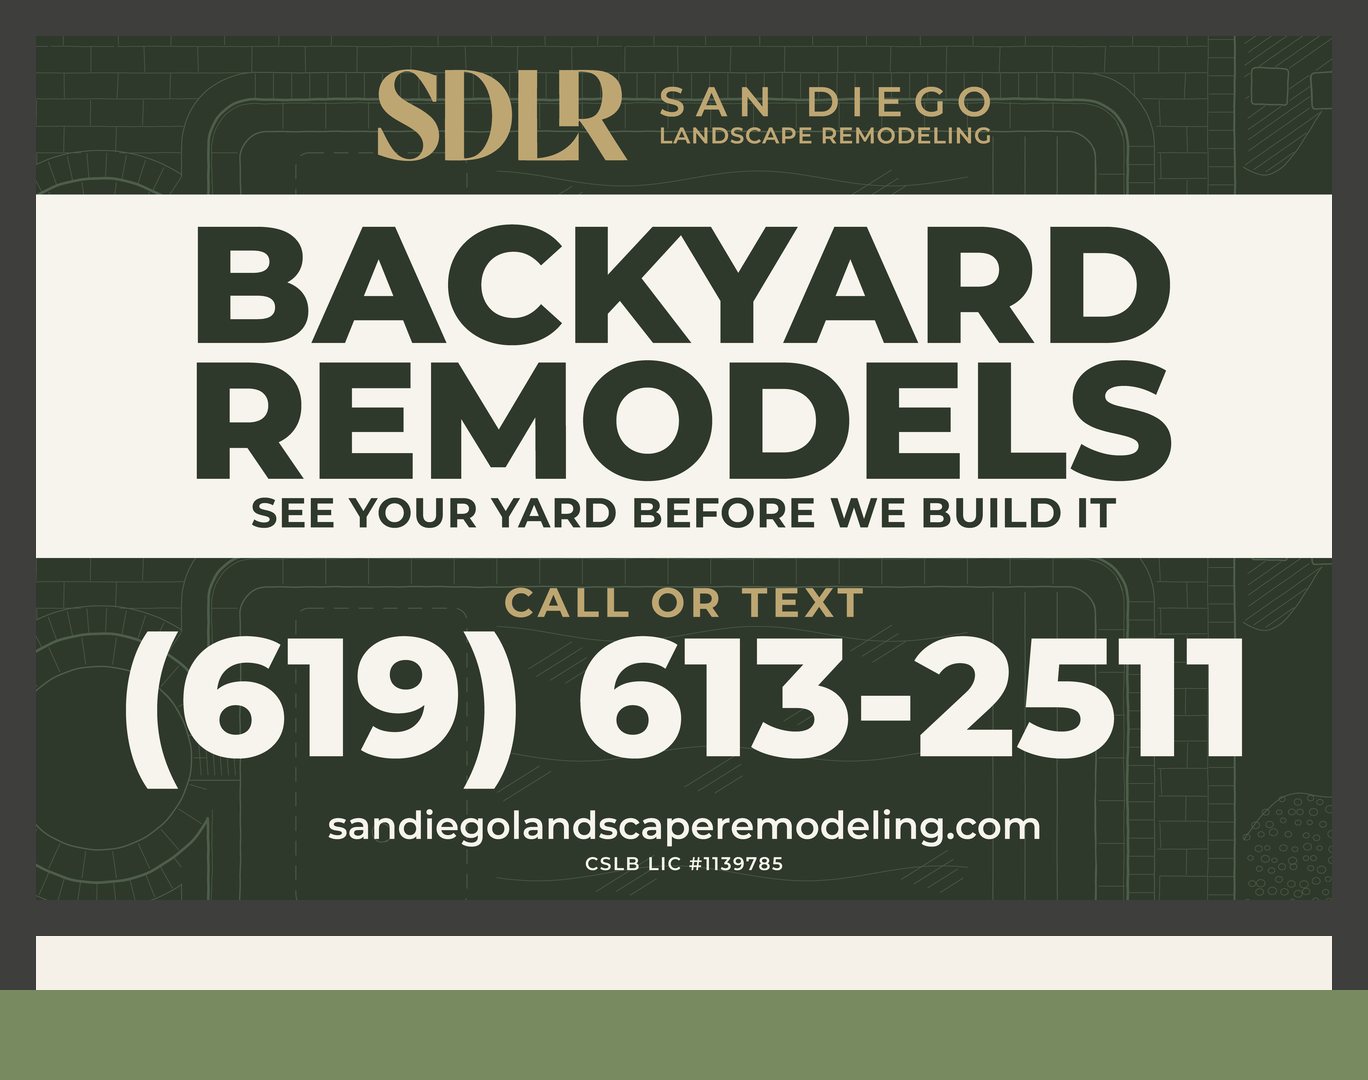 SDLR
SAN DIEGO
LANDSCAPE REMODELING
BACKYARD
REMODELS
SEE YOUR YARD BEFORE WE BUILD IT
CALL OR TEXT
(619) 613-2511
sandiegolandscaperemodeling.com
CSLB LIC #1139785